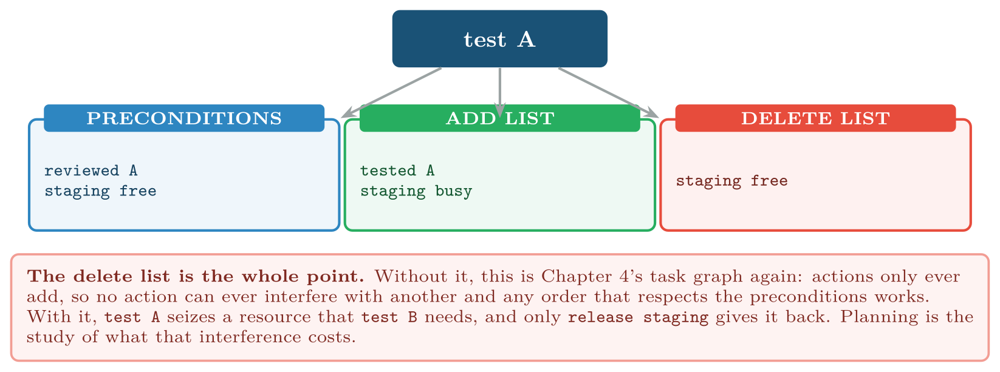 test A
PRECONDITIONS
reviewed A
staging free
ADD LIST
tested A
staging busy
DELETE LIST
staging free
The delete list is the whole point. Without it, this is Chapter 4's task graph again: actions only ever
add, so no action can ever interfere with another and any order that respects the preconditions works.
With it, test A seizes a resource that test B needs, and only release staging gives it back. Planning is the
study of what that interference costs.